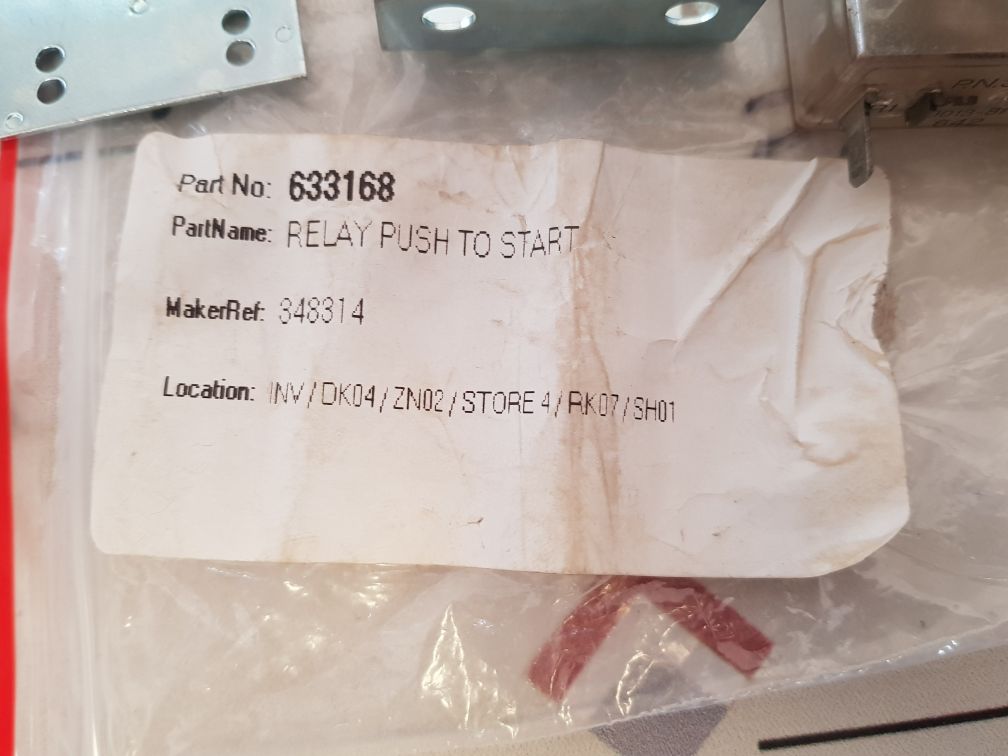 Part No: 633168
PartName: RELAY PUSH TO START
MakerRef: 348314
Location: INV / DK04 / ZN02 / STORE 4 / RK07 / SH01